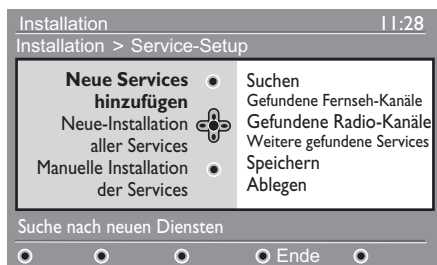 Installation 11:28
Installation > Service-Setup
Neue Services
hinzufügen
Neue-Installation
aller Services
Manuelle Installation
der Services
Suchen
Gefundene Fernseh-Kanäle
Gefundene Radio-Kanäle
Weitere gefundene Services
Speichern
Ablegen
Suche nach neuen Diensten
Ende